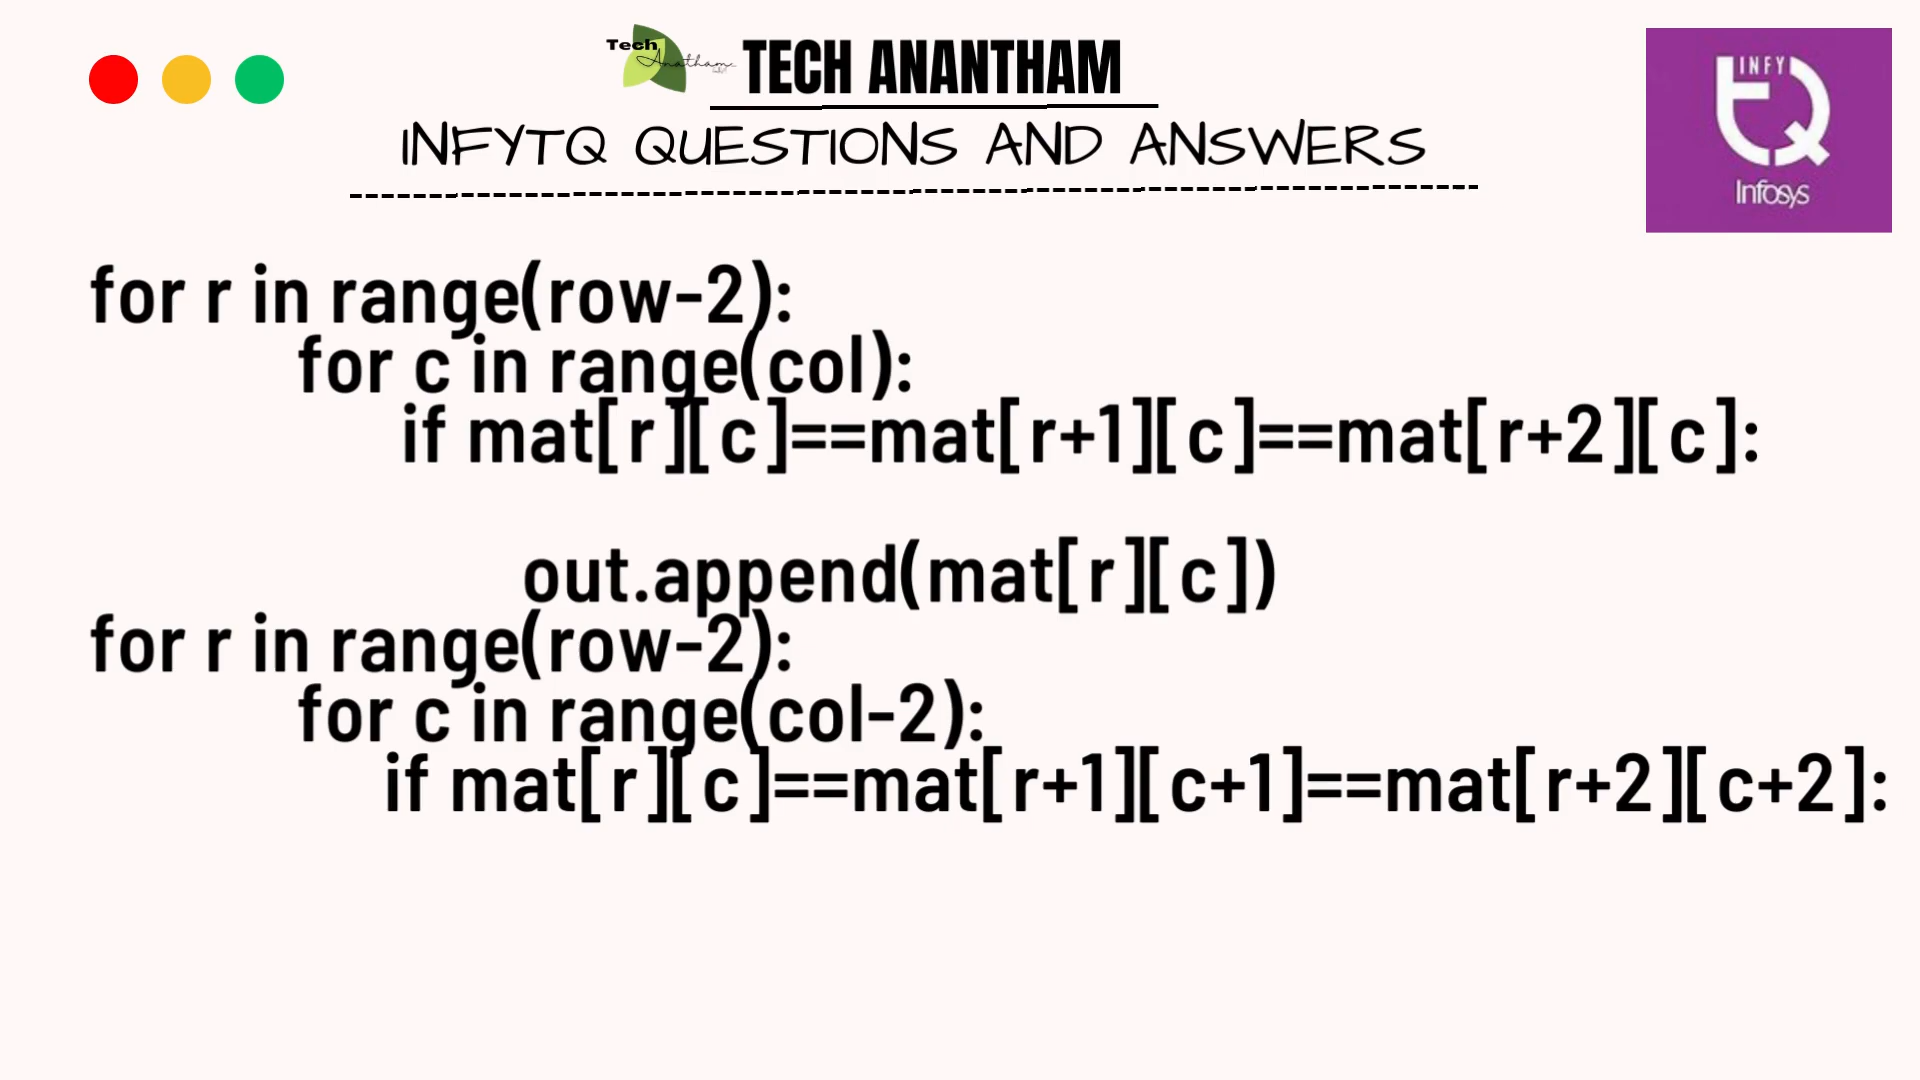 Tech
Anatham
TECH ANANTHAM
INFYTQ QUESTIONS AND ANSWERS
INFY
TQ
Infosys
for r in range(row-2):
for c in range(col):
if mat[r][c]==mat[r+1][c]==mat[r+2][c]:
out.append(mat[r][c])
for r in range(row-2):
for c in range(col-2):
if mat[r][c]==mat[r+1][c+1]==mat[r+2][c+2]: